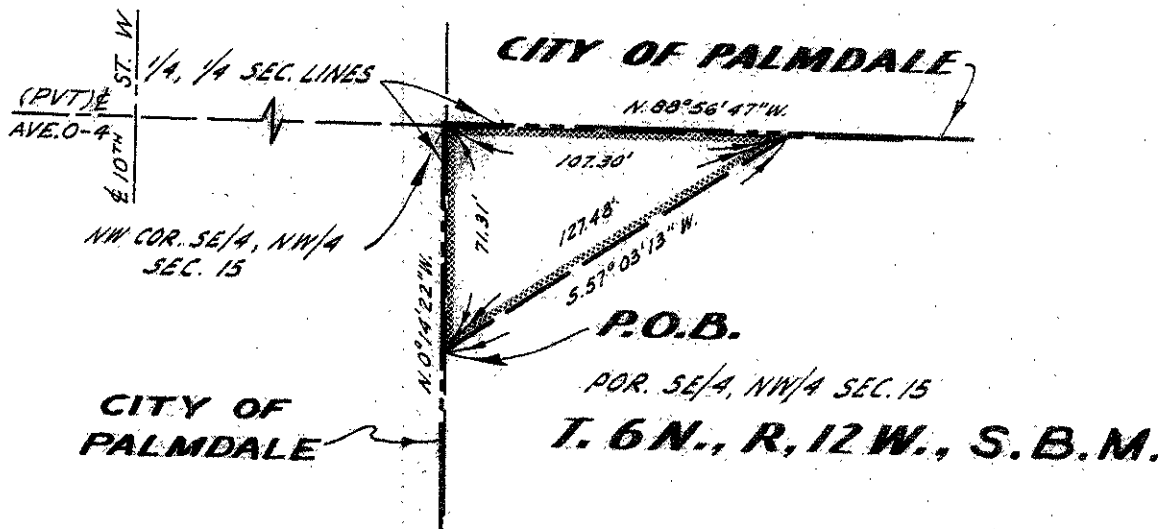 CITY OF PALMDALE
1/4, 1/4 SEC. LINES
(PVT) ℄
AVE. O-4
℄ 10TH ST W
N. 88°56'47"W.
107.30'
NW COR. SE/4, NW/4
SEC. 15
71.31'
127.48'
S. 57°03'13"W.
N. 0°14'22"W.
P.O.B.
POR. SE/4, NW/4 SEC. 15
CITY OF
PALMDALE
T. 6 N., R, 12 W., S.B.M.